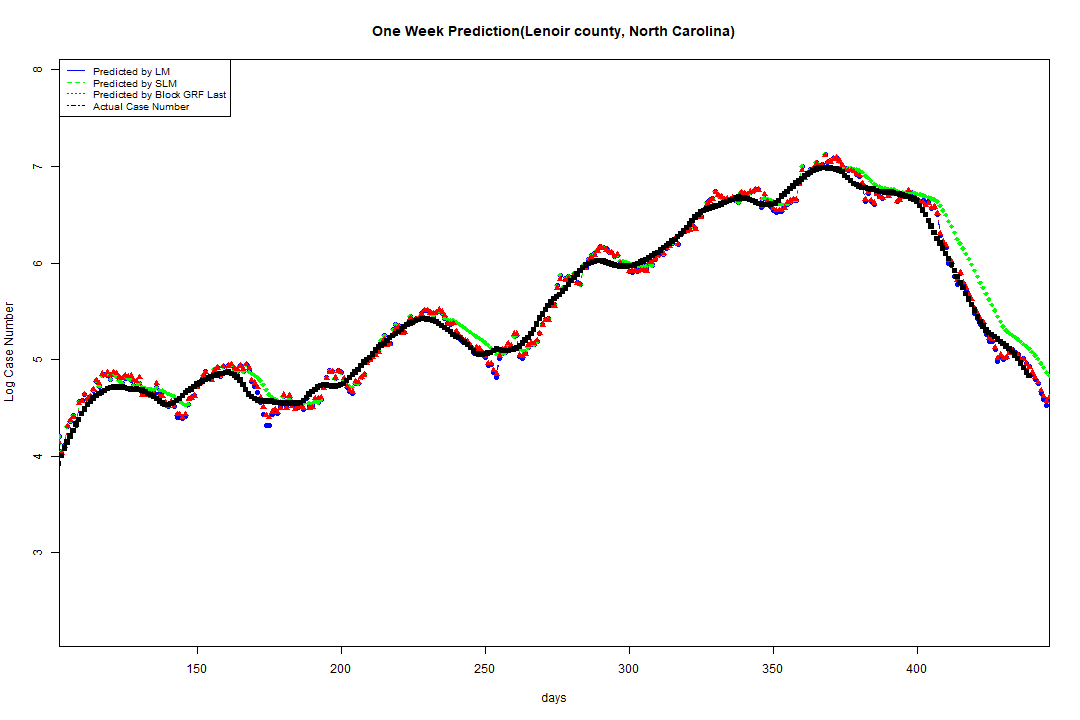 One Week Prediction(Lenoir county, North Carolina)
Predicted by LM
Predicted by SLM
Predicted by Block GRF Last
Actual Case Number
8
7
6
5
4
3
Log Case Number
150 200 250 300 350 400
days